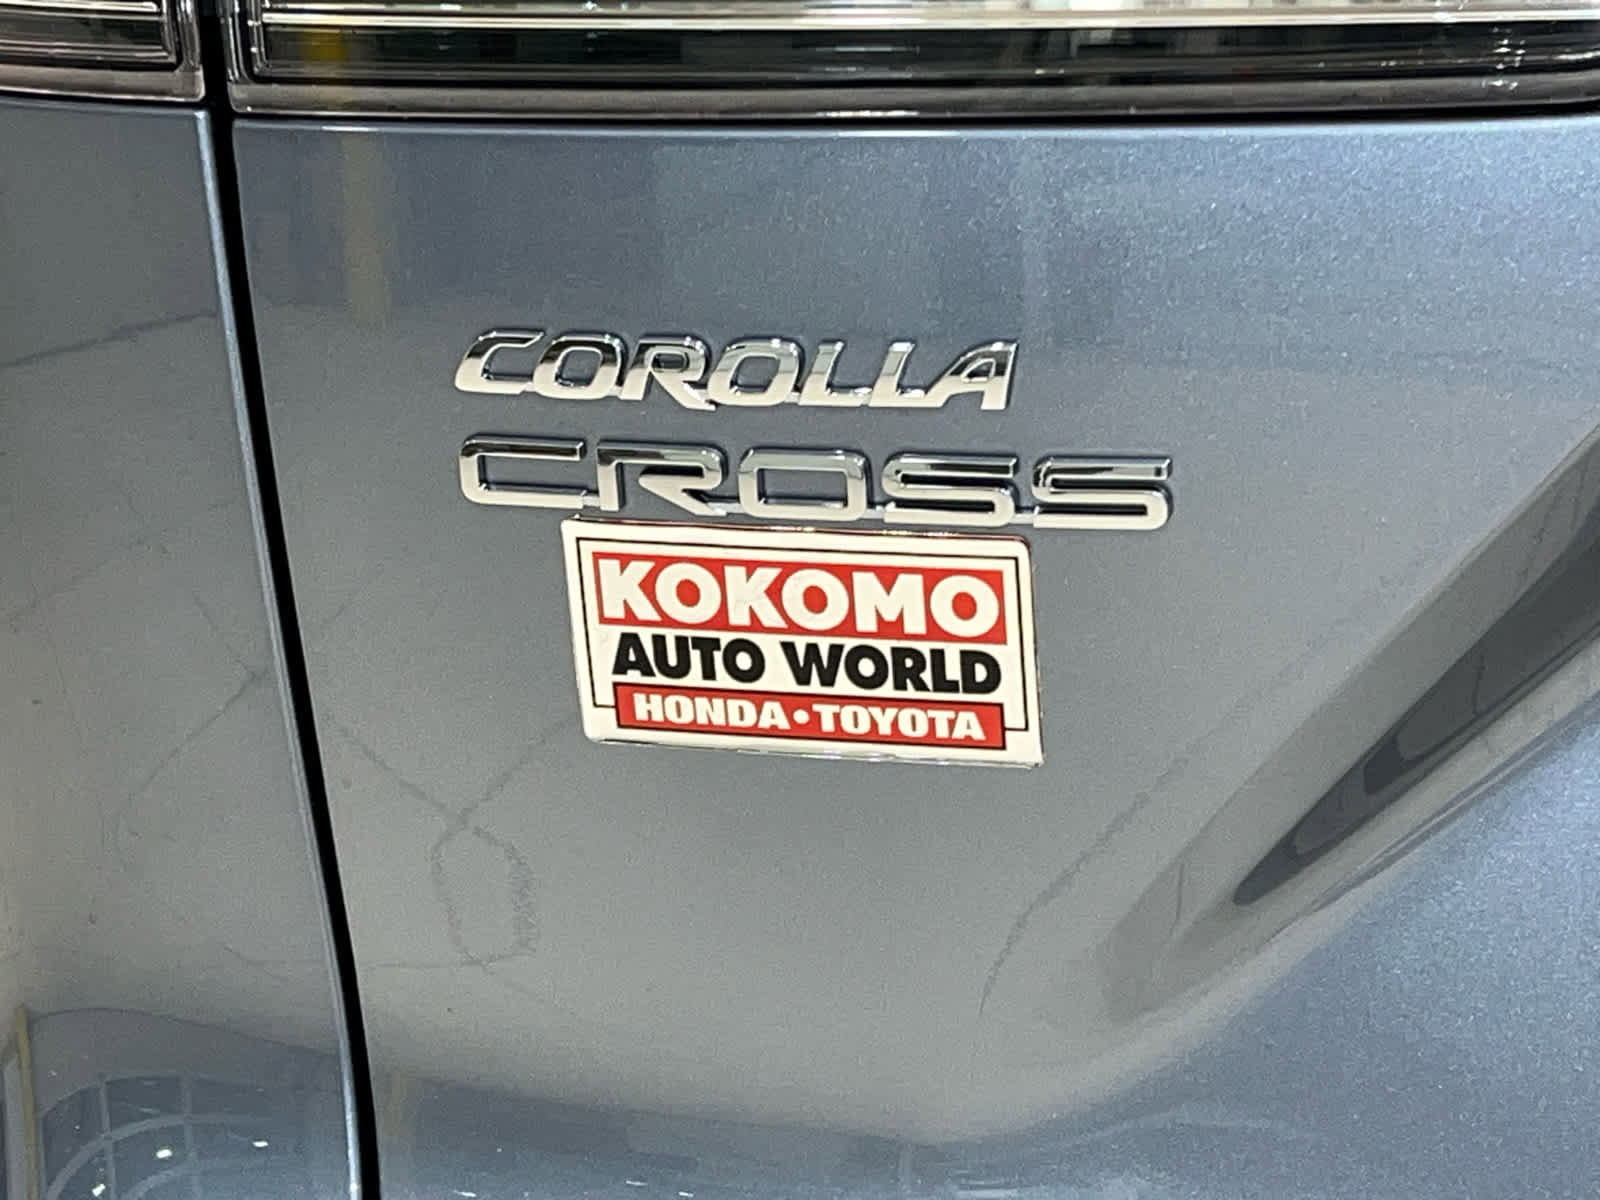 COROLLA
CROSS
KOKOMO
AUTO WORLD
HONDA • TOYOTA